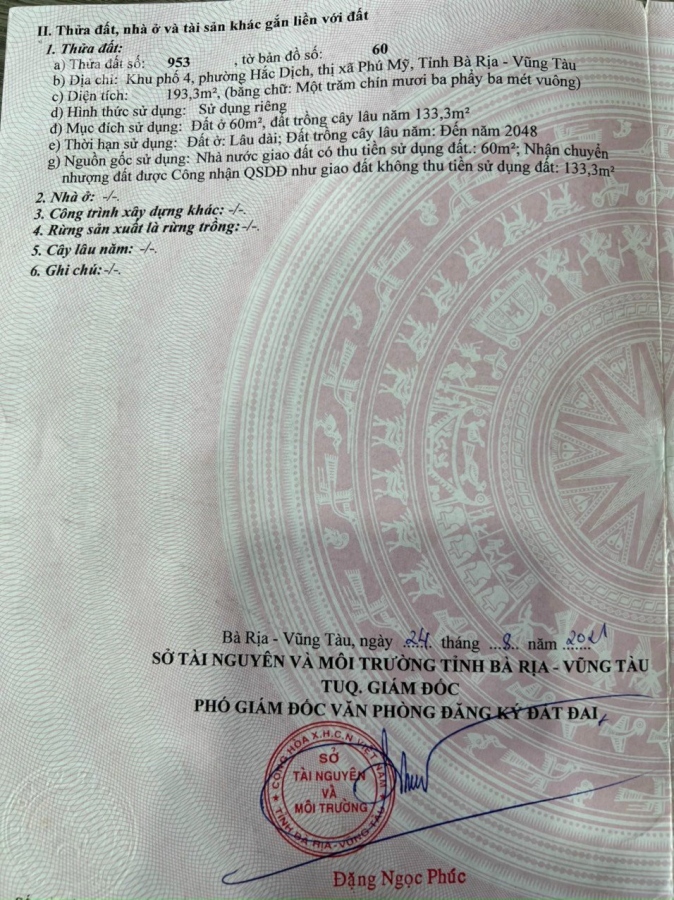 II. Thửa đất, nhà ở và tài sản khác gắn liền với đất
1. Thửa đất:
a) Thửa đất số: 953 , tờ bản đồ số: 60
b) Địa chỉ: Khu phố 4, phường Hắc Dịch, thị xã Phú Mỹ, Tỉnh Bà Rịa - Vũng Tàu
c) Diện tích: 193,3m², (bằng chữ: Một trăm chín mươi ba phẩy ba mét vuông)
d) Hình thức sử dụng: Sử dụng riêng
đ) Mục đích sử dụng: Đất ở 60m², đất trồng cây lâu năm 133,3m²
e) Thời hạn sử dụng: Đất ở: Lâu dài; Đất trồng cây lâu năm: Đến năm 2048
g) Nguồn gốc sử dụng: Nhà nước giao đất có thu tiền sử dụng đất.: 60m²; Nhận chuyển
nhượng đất được Công nhận QSDĐ như giao đất không thu tiền sử dụng đất: 133,3m²
2. Nhà ở: -/-.
3. Công trình xây dựng khác: -/-.
4. Rừng sản xuất là rừng trồng:-/-.
5. Cây lâu năm: -/-.
6. Ghi chú:-/-.
Bà Rịa - Vũng Tàu, ngày 24 tháng 8 năm 2021
SỞ TÀI NGUYÊN VÀ MÔI TRƯỜNG TỈNH BÀ RỊA - VŨNG TÀU
TUQ. GIÁM ĐỐC
PHÓ GIÁM ĐỐC VĂN PHÒNG ĐĂNG KÝ ĐẤT ĐAI
CỘNG HÒA X.H.C.N VIỆT NAM
SỞ
TÀI NGUYÊN
VÀ
MÔI TRƯỜNG
TỈNH BÀ RỊA - VŨNG TÀU
Đặng Ngọc Phúc